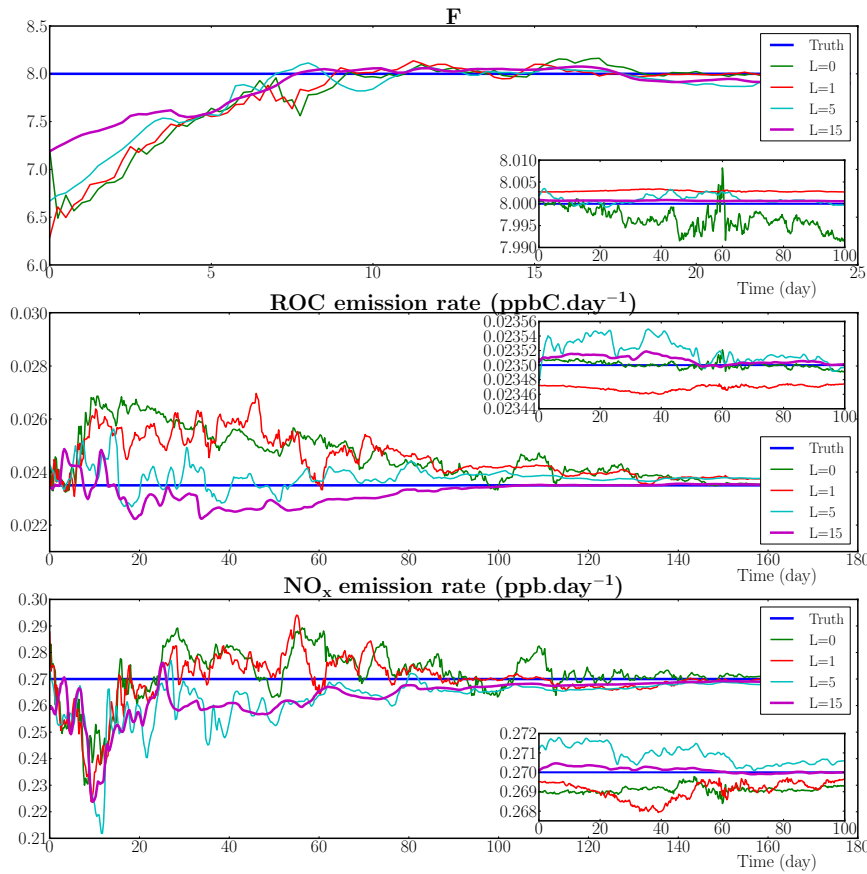 F
8.5
8.0
7.5
7.0
6.5
6.0
0 5 10 15 20 25
Time (day)
Truth
L=0
L=1
L=5
L=15
8.010
8.005
8.000
7.995
7.990
0 20 40 60 80 100
ROC emission rate (ppbC.day⁻¹)
0.030
0.028
0.026
0.024
0.022
0 20 40 60 80 100 120 140 160 180
Time (day)
0.02356
0.02354
0.02352
0.02350
0.02348
0.02346
0.02344
0 20 40 60 80 100
Truth
L=0
L=1
L=5
L=15
NOₓ emission rate (ppb.day⁻¹)
0.30
0.29
0.28
0.27
0.26
0.25
0.24
0.23
0.22
0.21
0 20 40 60 80 100 120 140 160 180
Time (day)
Truth
L=0
L=1
L=5
L=15
0.272
0.271
0.270
0.269
0.268
0 20 40 60 80 100